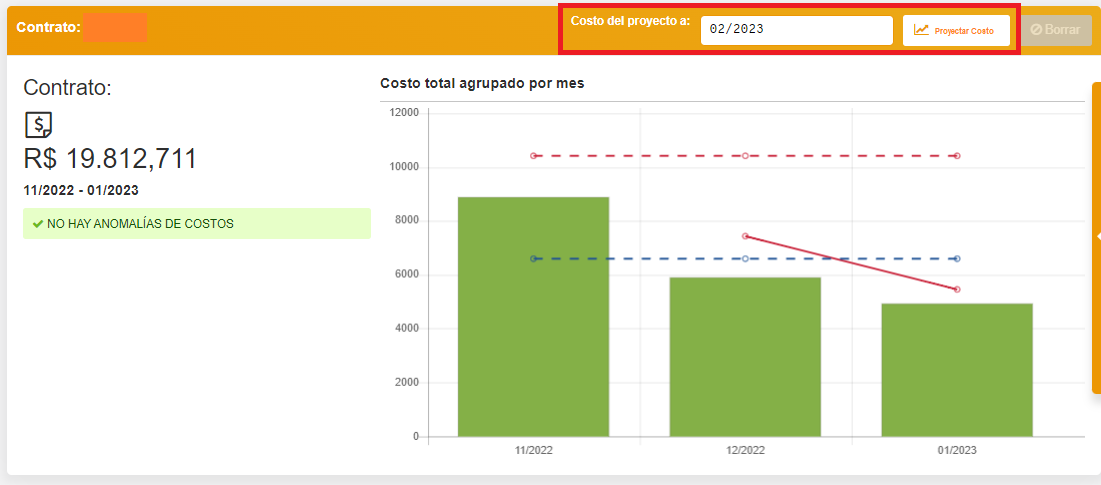 Contrato:
Costo del proyecto a:
02/2023
Proyectar Costo
Borrar
Contrato:
$
R$ 19.812,711
11/2022 - 01/2023
NO HAY ANOMALÍAS DE COSTOS
Costo total agrupado por mes
12000
10000
8000
6000
4000
2000
0
11/2022
12/2022
01/2023